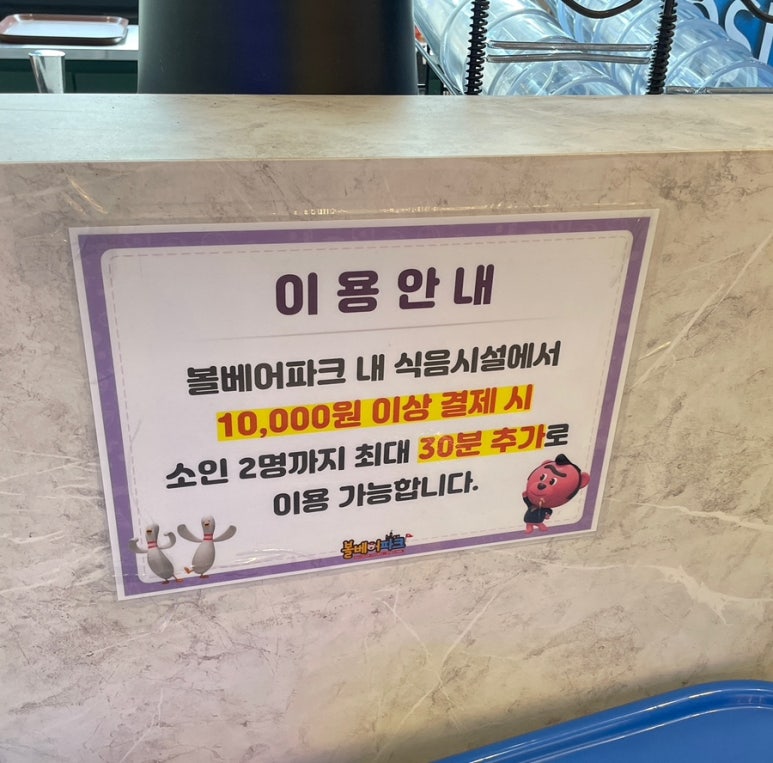 이용안내
볼베어파크 내 식음시설에서
10,000원 이상 결제 시
소인 2명까지 최대 30분 추가로
이용 가능합니다.
볼베어파크